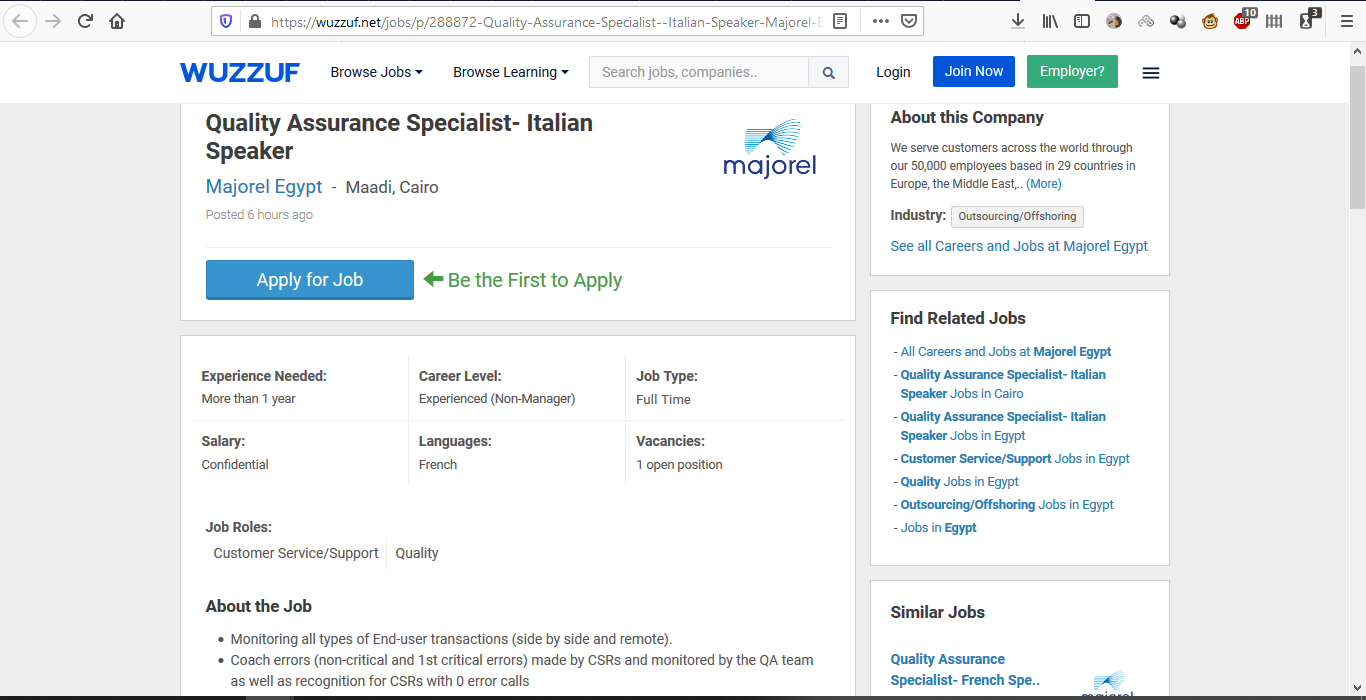 https://wuzzuf.net/jobs/p/288872-Quality-Assurance-Specialist--Italian-Speaker-Majorel-E
ABP
10
3
WUZZUF
Browse Jobs
Browse Learning
Search jobs, companies..
Login
Join Now
Employer?
Quality Assurance Specialist- Italian
Speaker
Majorel Egypt - Maadi, Cairo
Posted 6 hours ago
majorel
Apply for Job
Be the First to Apply
Experience Needed:
More than 1 year
Career Level:
Experienced (Non-Manager)
Job Type:
Full Time
Salary:
Confidential
Languages:
French
Vacancies:
1 open position
Job Roles:
Customer Service/Support
Quality
About the Job
• Monitoring all types of End-user transactions (side by side and remote).
• Coach errors (non-critical and 1st critical errors) made by CSRs and monitored by the QA team
as well as recognition for CSRs with 0 error calls
About this Company
We serve customers across the world through
our 50,000 employees based in 29 countries in
Europe, the Middle East,.. (More)
Industry: Outsourcing/Offshoring
See all Careers and Jobs at Majorel Egypt
Find Related Jobs
- All Careers and Jobs at Majorel Egypt
- Quality Assurance Specialist- Italian
Speaker Jobs in Cairo
- Quality Assurance Specialist- Italian
Speaker Jobs in Egypt
- Customer Service/Support Jobs in Egypt
- Quality Jobs in Egypt
- Outsourcing/Offshoring Jobs in Egypt
- Jobs in Egypt
Similar Jobs
Quality Assurance
Specialist- French Spe..
majorel